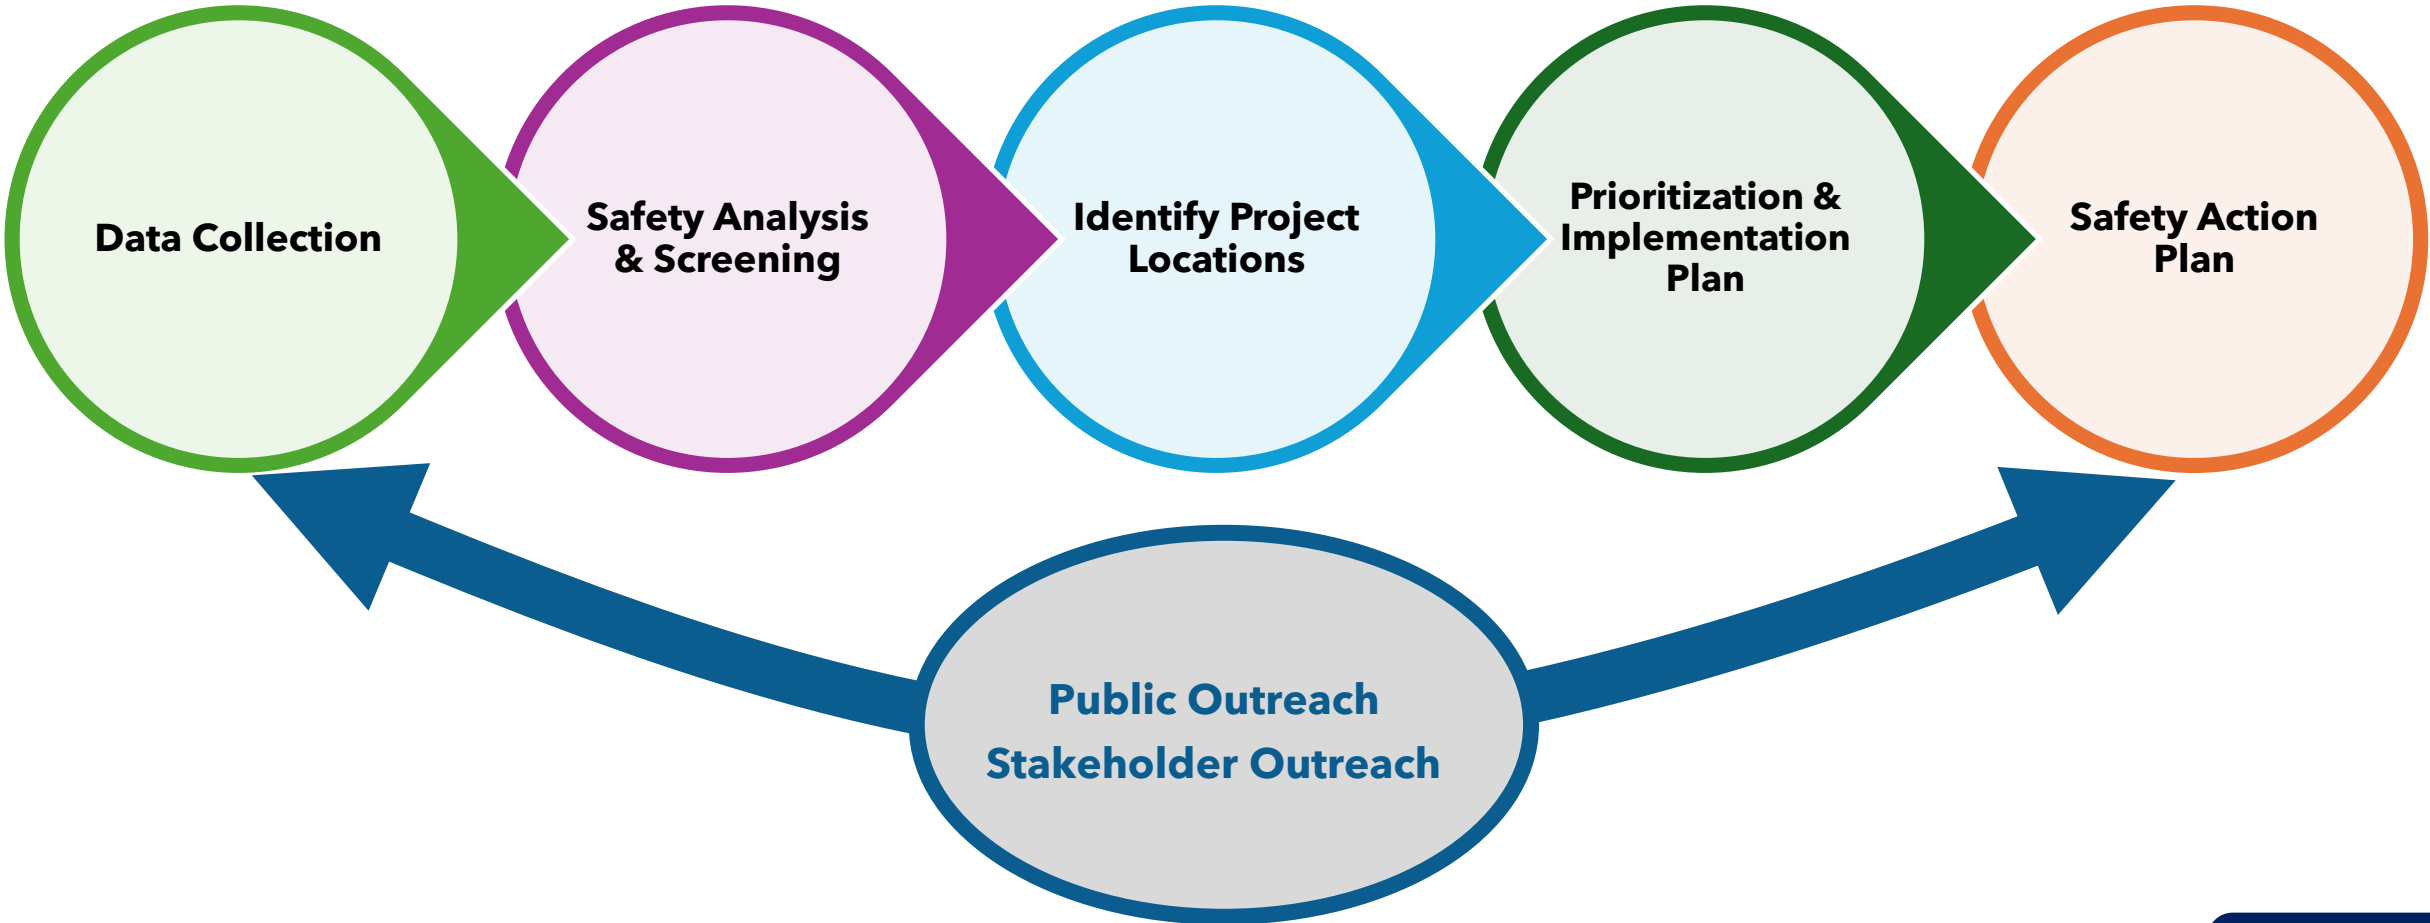 Data Collection
Safety Analysis
& Screening
Identify Project
Locations
Prioritization &
Implementation
Plan
Safety Action
Plan
Public Outreach
Stakeholder Outreach